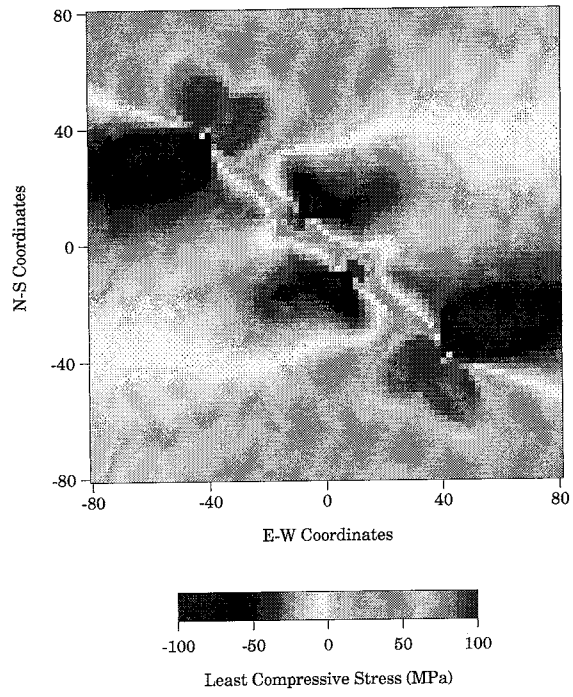 80
40
0
-40
-80
N-S Coordinates
-80 -40 0 40 80
E-W Coordinates
-100 -50 0 50 100
Least Compressive Stress (MPa)